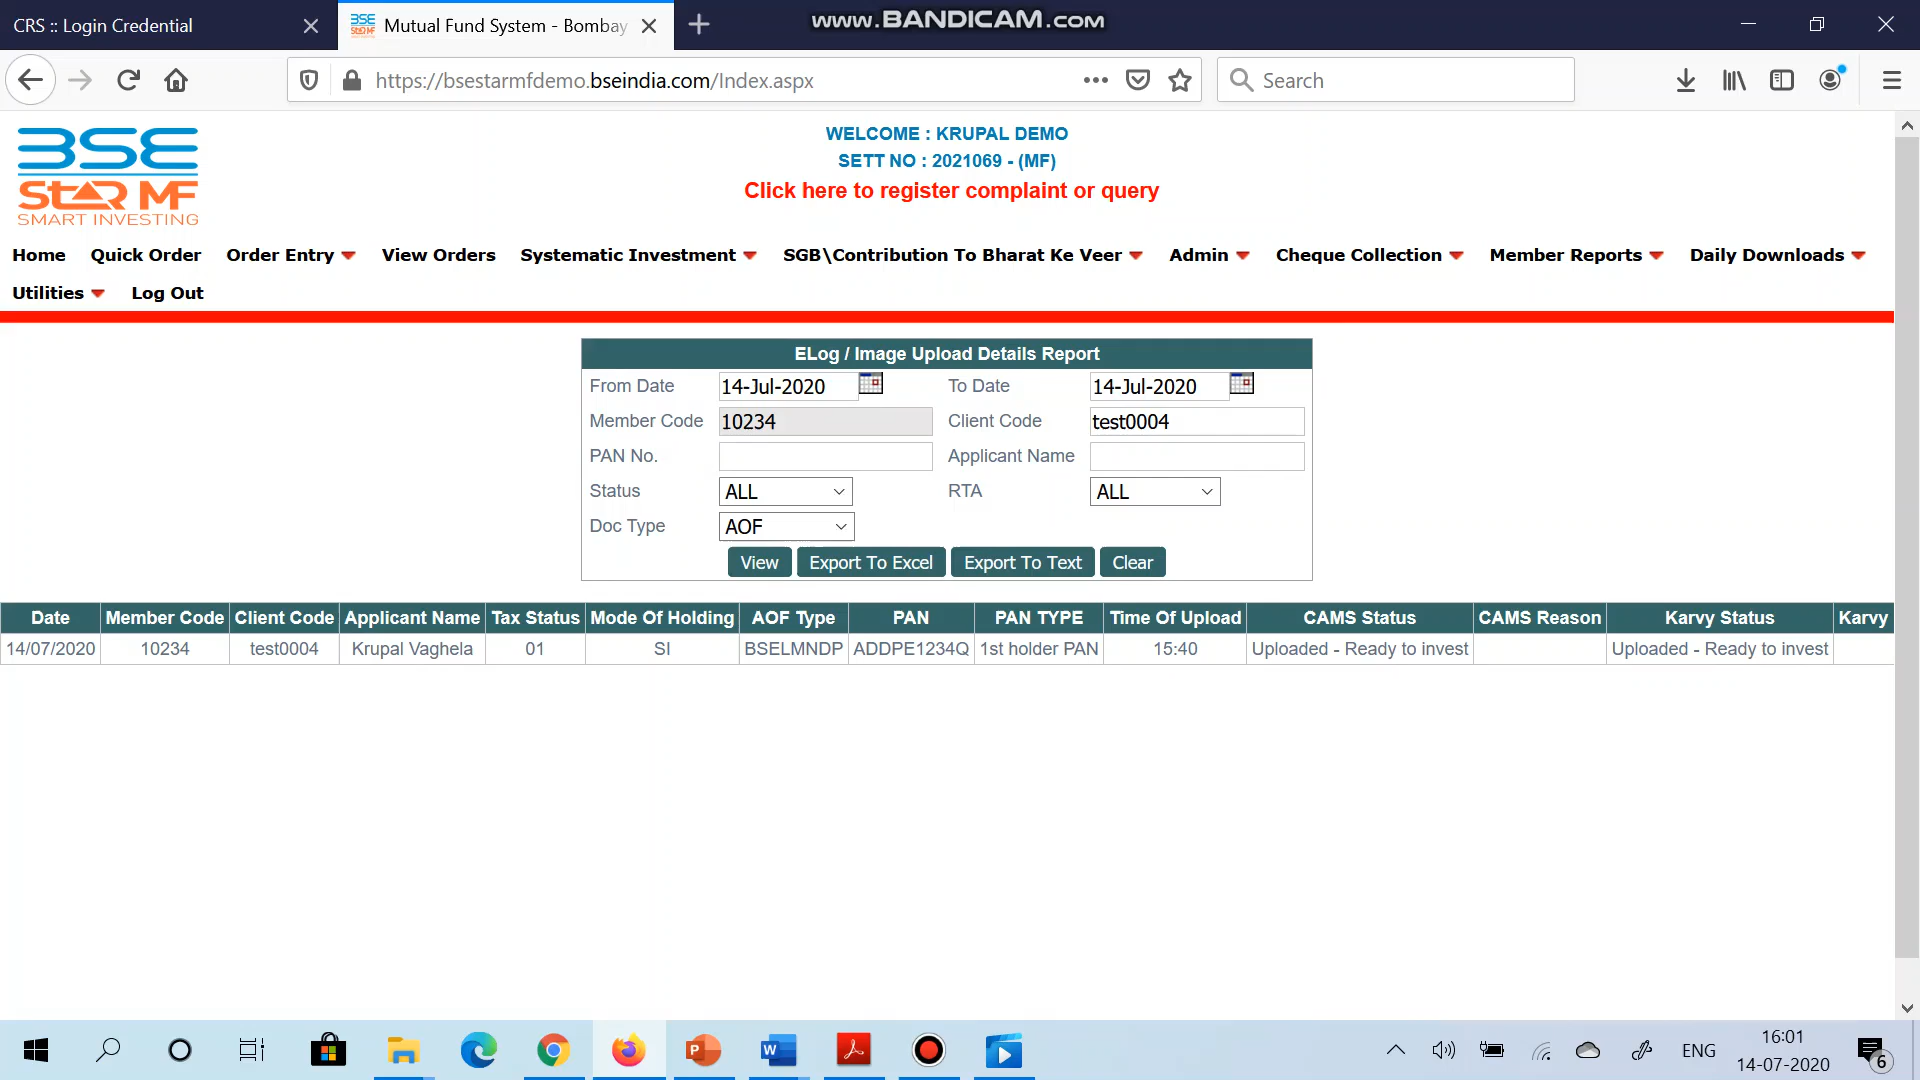 CRS :: Login Credential
Mutual Fund System - Bombay
www.BANDICAM.com
https://bsestarmfdemo.bseindia.com/Index.aspx
Search
BSE
StAR MF
SMART INVESTING
WELCOME : KRUPAL DEMO
SETT NO : 2021069 - (MF)
Click here to register complaint or query
Home Quick Order Order Entry View Orders Systematic Investment SGB\Contribution To Bharat Ke Veer Admin Cheque Collection Member Reports Daily Downloads
Utilities Log Out
ELog / Image Upload Details Report
From Date 14-Jul-2020 To Date 14-Jul-2020
Member Code 10234 Client Code test0004
PAN No. Applicant Name
Status ALL RTA ALL
Doc Type AOF
View Export To Excel Export To Text Clear
Date Member Code Client Code Applicant Name Tax Status Mode Of Holding AOF Type PAN PAN TYPE Time Of Upload CAMS Status CAMS Reason Karvy Status Karvy
14/07/2020 10234 test0004 Krupal Vaghela 01 SI BSELMNDP ADDPE1234Q 1st holder PAN 15:40 Uploaded - Ready to invest Uploaded - Ready to invest
ENG
16:01
14-07-2020
6